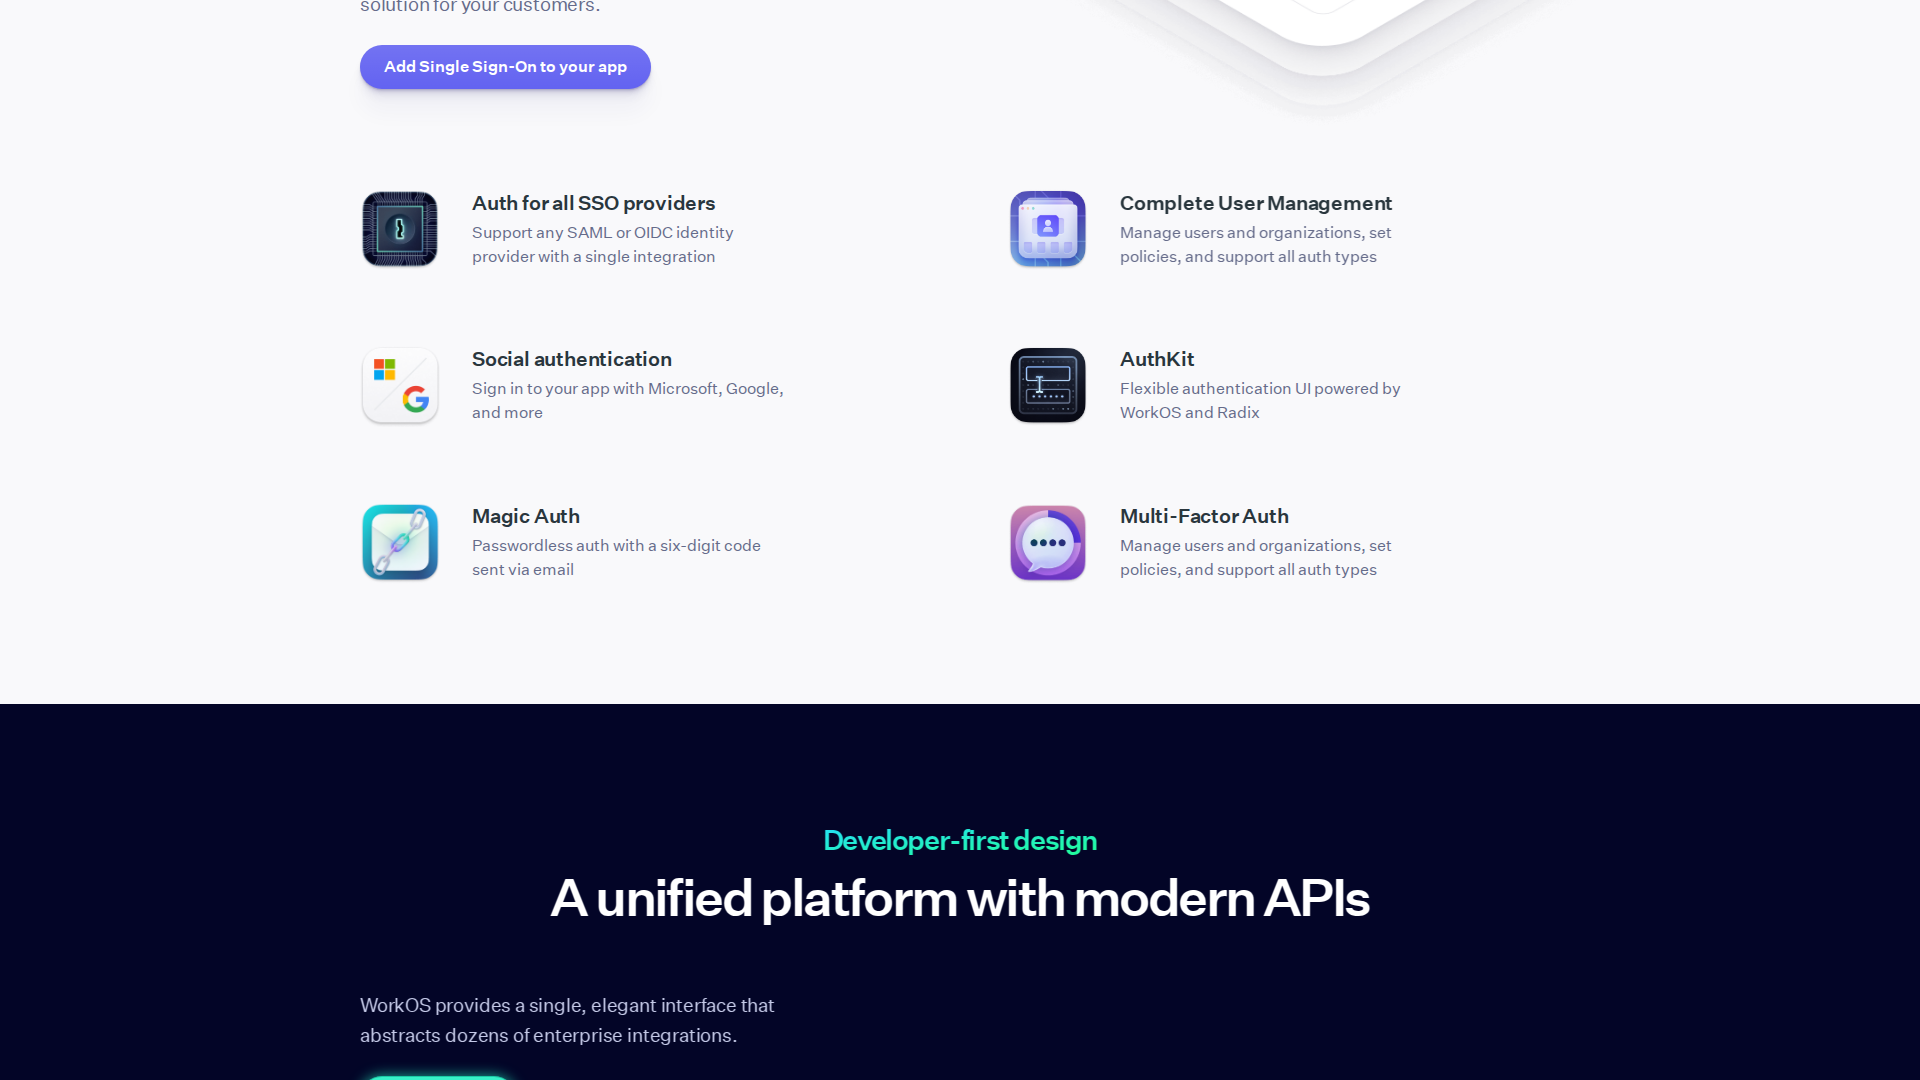 solution for your customers.
Add Single Sign-On to your app
Auth for all SSO providers
Support any SAML or OIDC identity
provider with a single integration
Complete User Management
Manage users and organizations, set
policies, and support all auth types
Social authentication
Sign in to your app with Microsoft, Google,
and more
AuthKit
Flexible authentication UI powered by
WorkOS and Radix
Magic Auth
Passwordless auth with a six-digit code
sent via email
Multi-Factor Auth
Manage users and organizations, set
policies, and support all auth types
Developer-first design
A unified platform with modern APIs
WorkOS provides a single, elegant interface that
abstracts dozens of enterprise integrations.